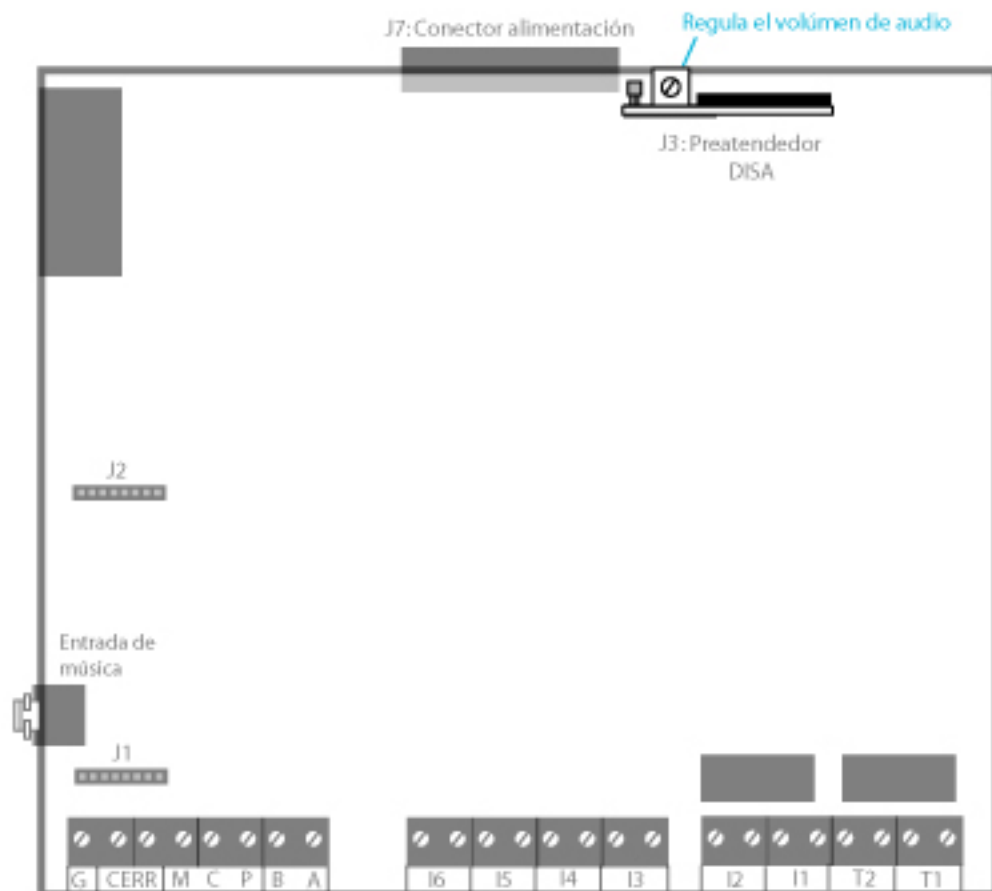 Regula el volúmen de audio
J7: Conector alimentación
J3: Preatendedor
DISA
J2
Entrada de
música
J1
G CERR M C P B A I6 I5 I4 I3 I2 I1 T2 T1